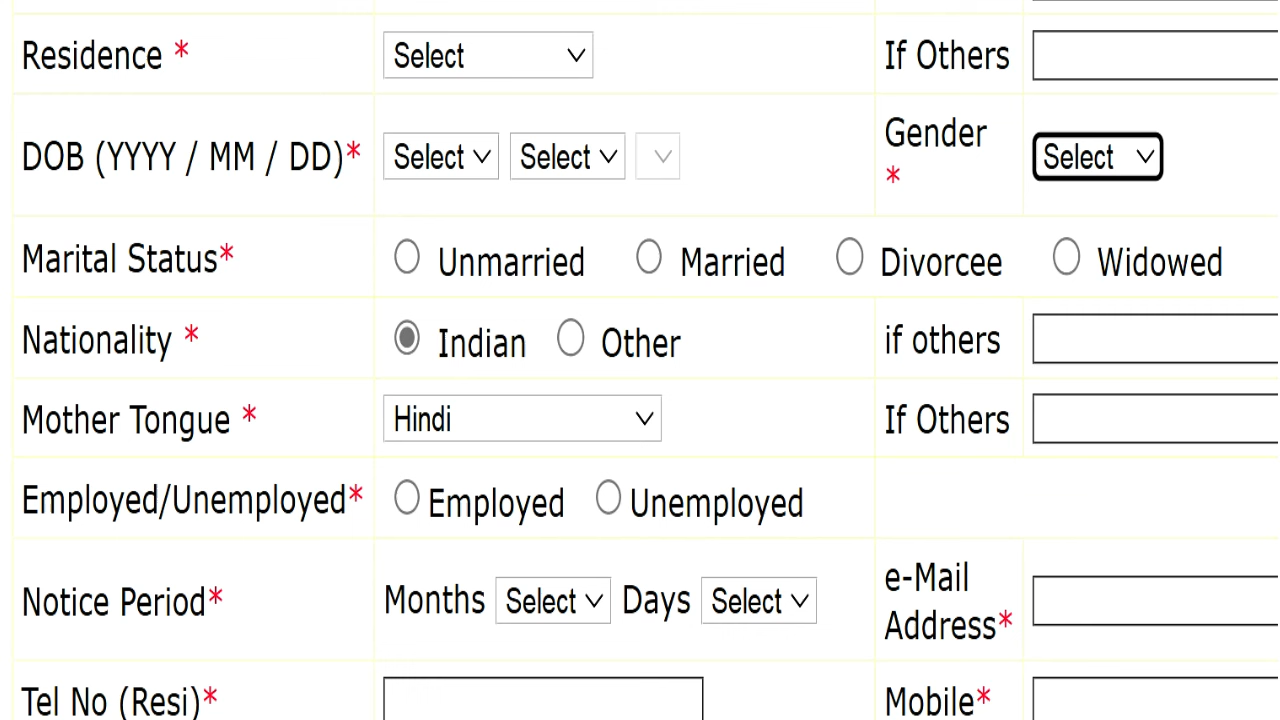 Residence * Select If Others
DOB (YYYY / MM / DD)* Select Select Gender * Select
Marital Status* Unmarried Married Divorcee Widowed
Nationality * Indian Other if others
Mother Tongue * Hindi If Others
Employed/Unemployed* Employed Unemployed
Notice Period* Months Select Days Select e-Mail Address*
Tel No (Resi)* Mobile*